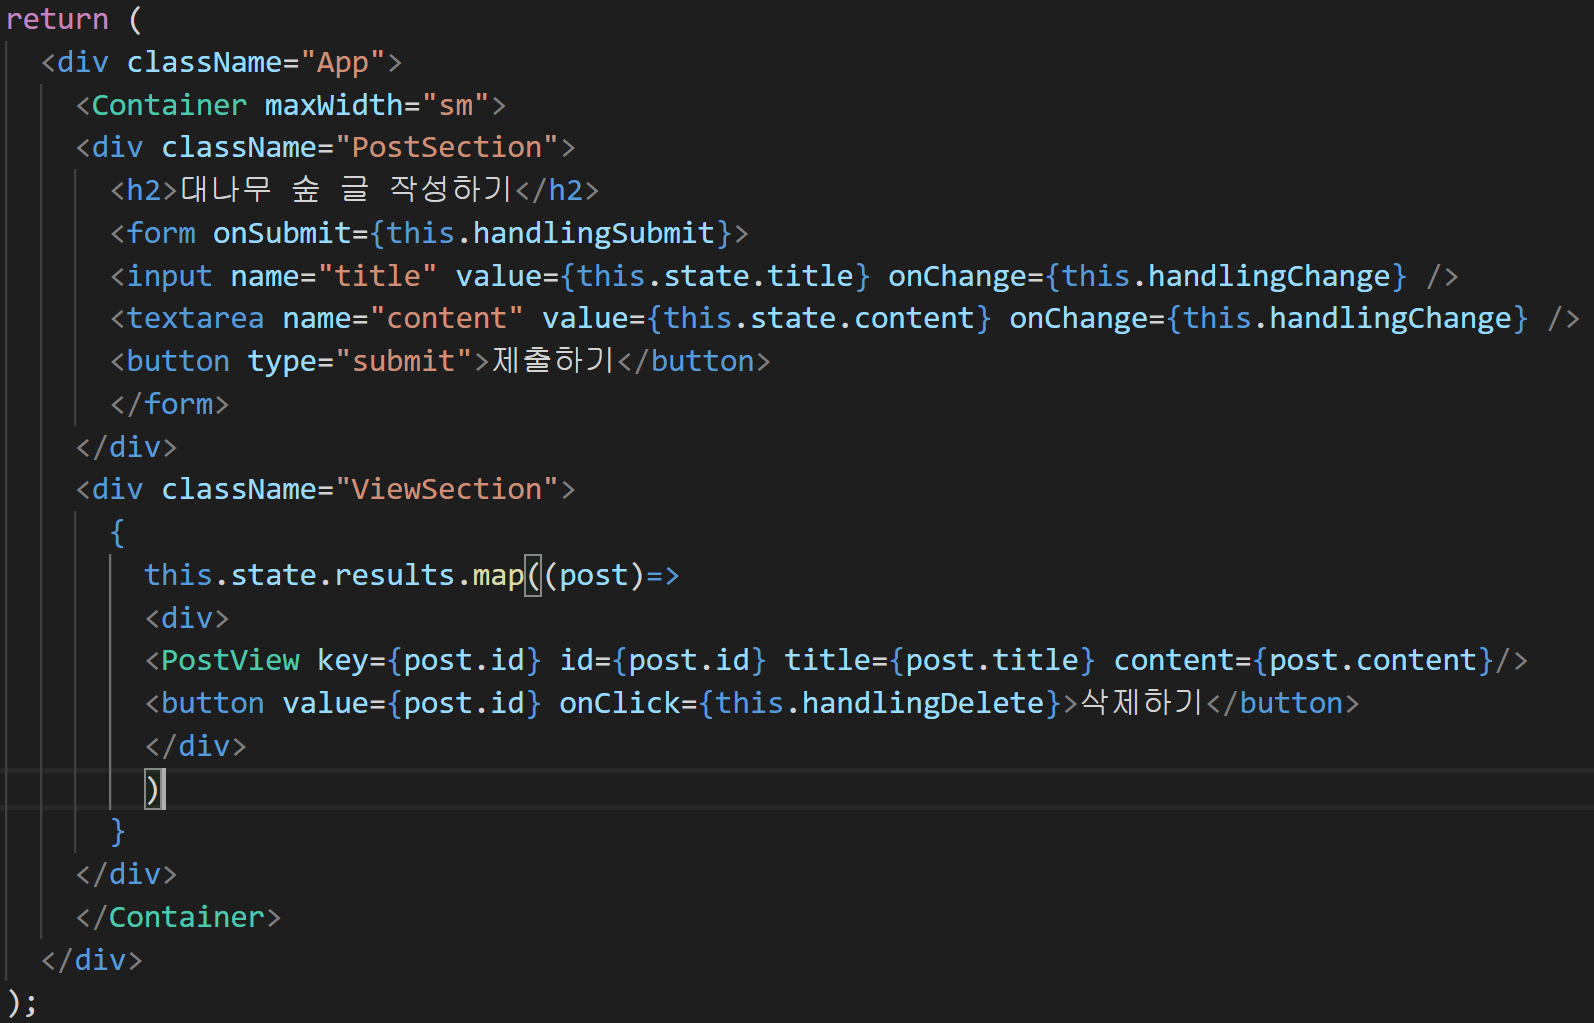 return (
<div className="App">
<Container maxWidth="sm">
<div className="PostSection">
<h2>대나무 숲 글 작성하기</h2>
<form onSubmit={this.handlingSubmit}>
<input name="title" value={this.state.title} onChange={this.handlingChange} />
<textarea name="content" value={this.state.content} onChange={this.handlingChange} />
<button type="submit">제출하기</button>
</form>
</div>
<div className="ViewSection">
{
this.state.results.map((post)=>
<div>
<PostView key={post.id} id={post.id} title={post.title} content={post.content}/>
<button value={post.id} onClick={this.handlingDelete}>삭제하기</button>
</div>
)
}
</div>
</Container>
</div>
);